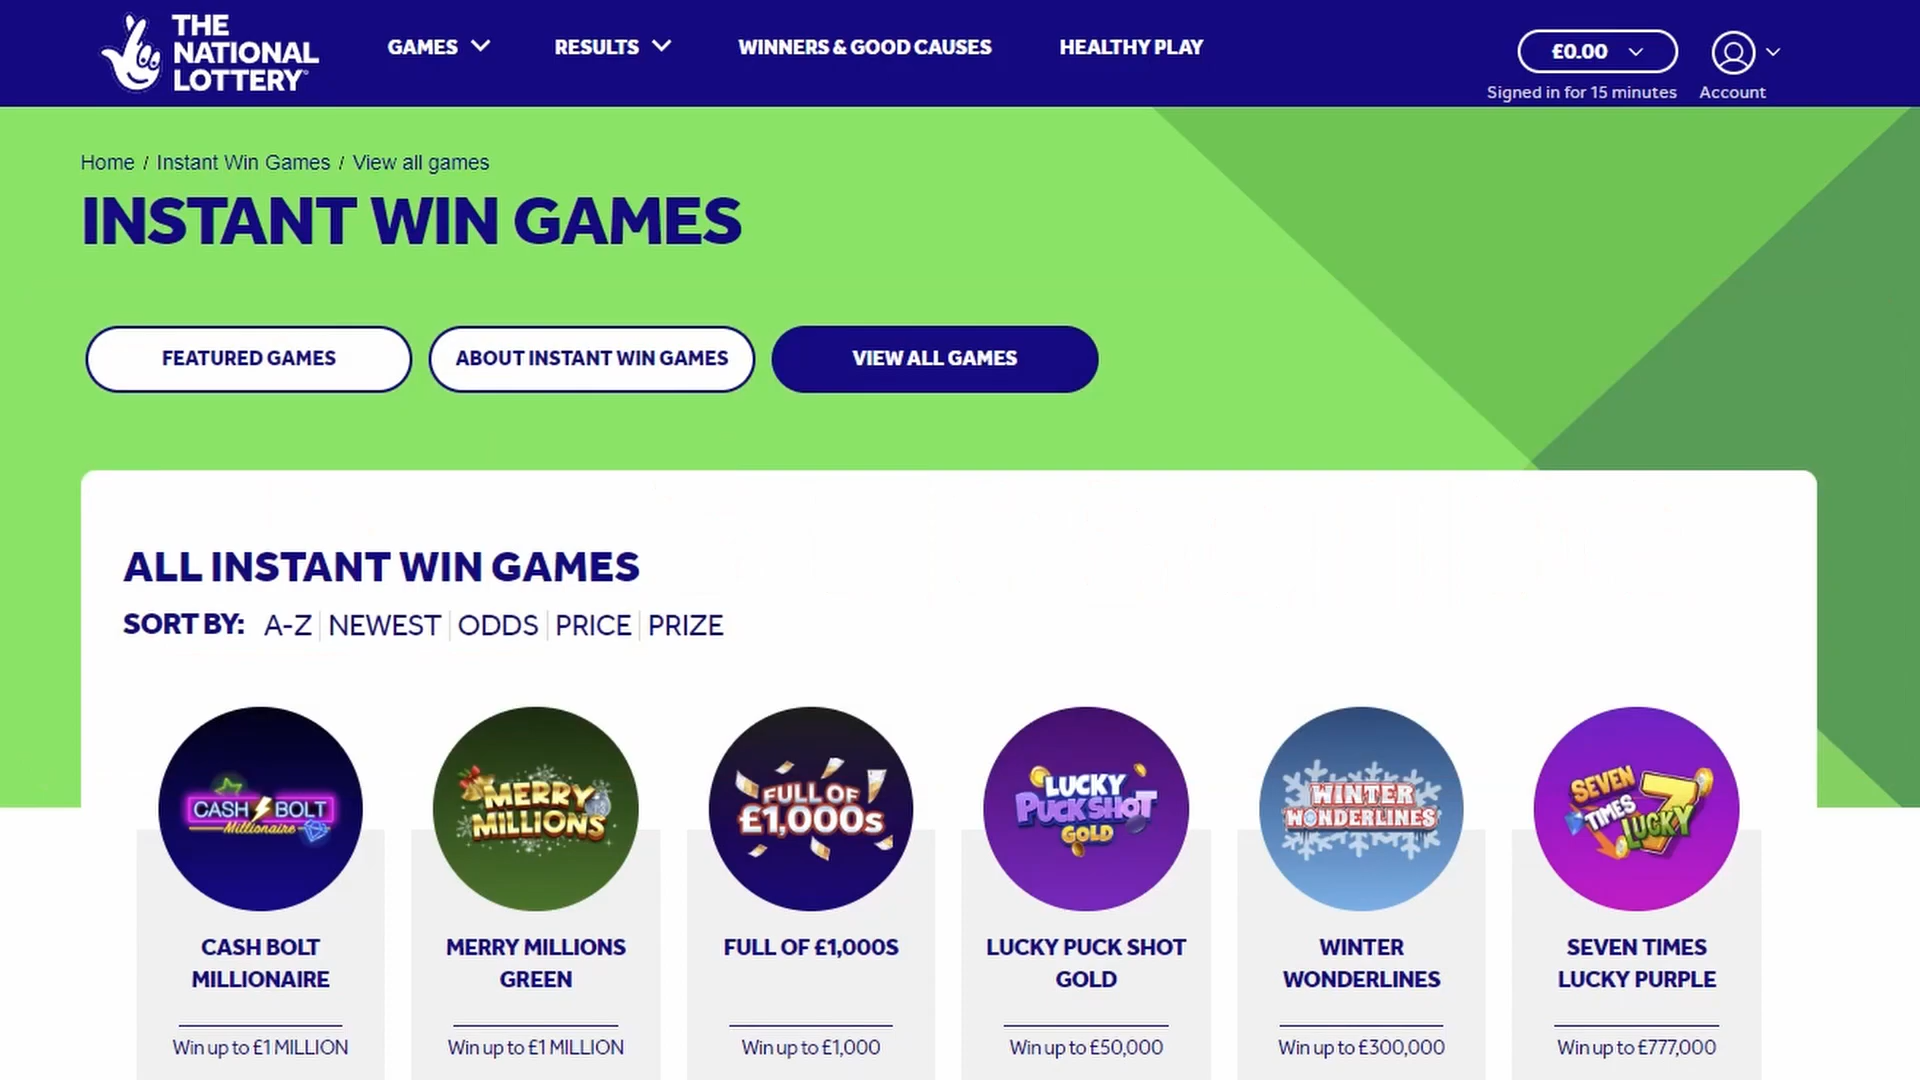 THE
NATIONAL
LOTTERY
GAMES
RESULTS
WINNERS & GOOD CAUSES
HEALTHY PLAY
£0.00
Signed in for 15 minutes
Account
Home / Instant Win Games / View all games
INSTANT WIN GAMES
FEATURED GAMES
ABOUT INSTANT WIN GAMES
VIEW ALL GAMES
ALL INSTANT WIN GAMES
SORT BY: A-Z | NEWEST | ODDS | PRICE | PRIZE
CASH BOLT
Millionaire
MERRY
MILLIONS
FULL OF
£1,000s
LUCKY
PUCK SHOT
GOLD
WINTER
WONDERLINES
SEVEN
TIMES
7
LUCKY
CASH BOLT
MILLIONAIRE
MERRY MILLIONS
GREEN
FULL OF £1,000S
LUCKY PUCK SHOT
GOLD
WINTER
WONDERLINES
SEVEN TIMES
LUCKY PURPLE
Win up to £1 MILLION
Win up to £1 MILLION
Win up to £1,000
Win up to £50,000
Win up to £300,000
Win up to £777,000